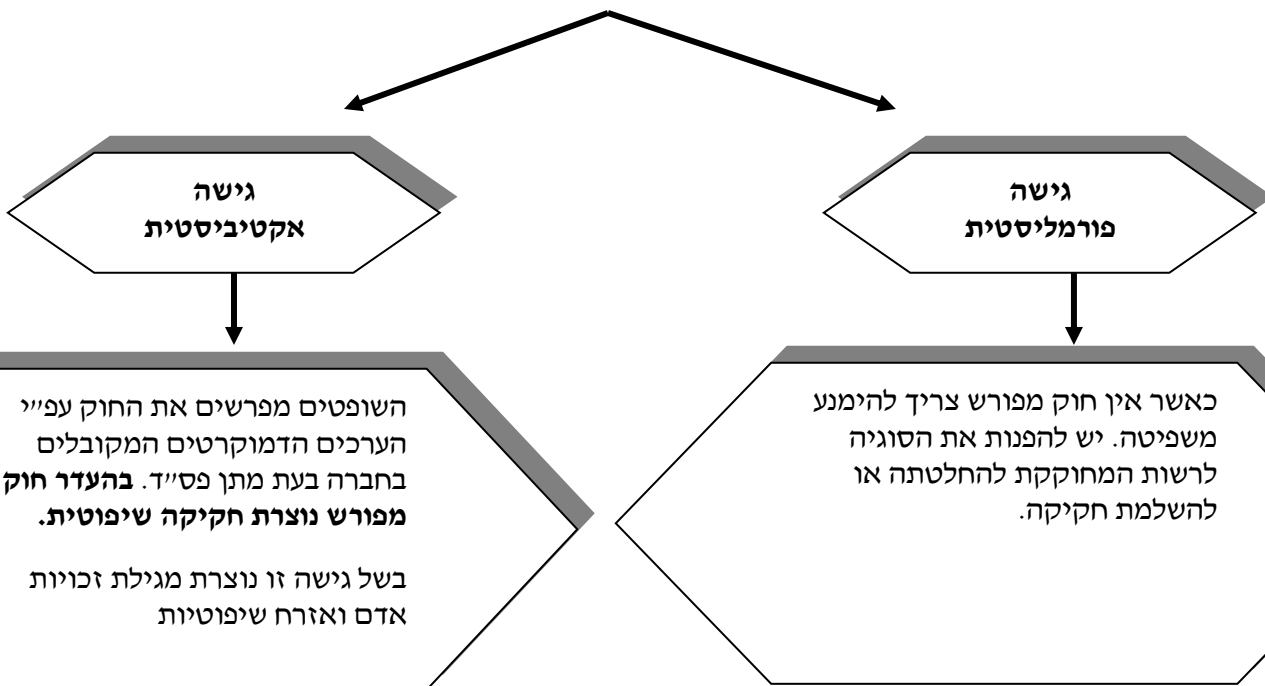 גישה
פורמליסטית
כאשר אין חוק מפורש צריך להימנע
משפיטה. יש להפנות את הסוגיה
לרשות המחוקקת להחלטתה או
להשלמת חקיקה.
גישה
אקטיביסטית
השופטים מפרשים את החוק עפ״י
הערכים הדמוקרטים המקובלים
בחברה בעת מתן פס״ד. בהעדר חוק
מפורש נוצרת חקיקה שיפוטית.
בשל גישה זו נוצרת מגילת זכויות
אדם ואזרח שיפוטיות